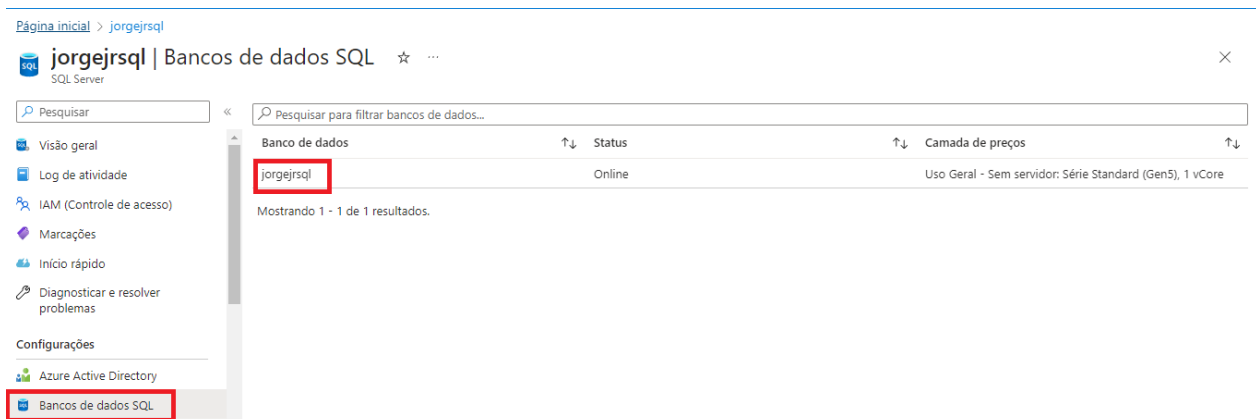 Página inicial > jorgejrsql
jorgejrsql | Bancos de dados SQL
SQL Server
Pesquisar
Visão geral
Log de atividade
IAM (Controle de acesso)
Marcações
Início rápido
Diagnosticar e resolver
problemas
Configurações
Azure Active Directory
Bancos de dados SQL
Pesquisar para filtrar bancos de dados...
Banco de dados Status Camada de preços
jorgejrsql Online Uso Geral - Sem servidor: Série Standard (Gen5), 1 vCore
Mostrando 1 - 1 de 1 resultados.